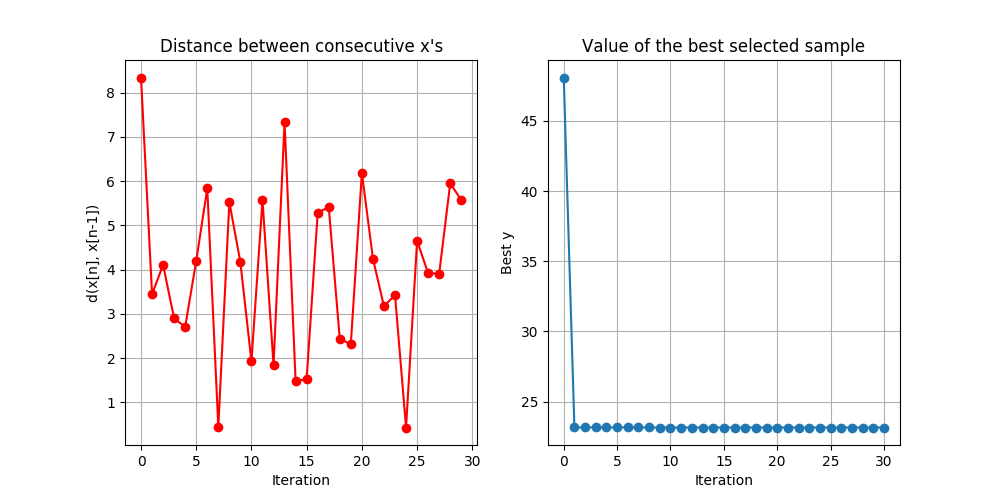 Distance between consecutive x's
8
7
6
5
4
3
2
1
d(x[n], x[n-1])
0 5 10 15 20 25 30
Iteration
Value of the best selected sample
45
40
35
30
25
Best y
0 5 10 15 20 25 30
Iteration